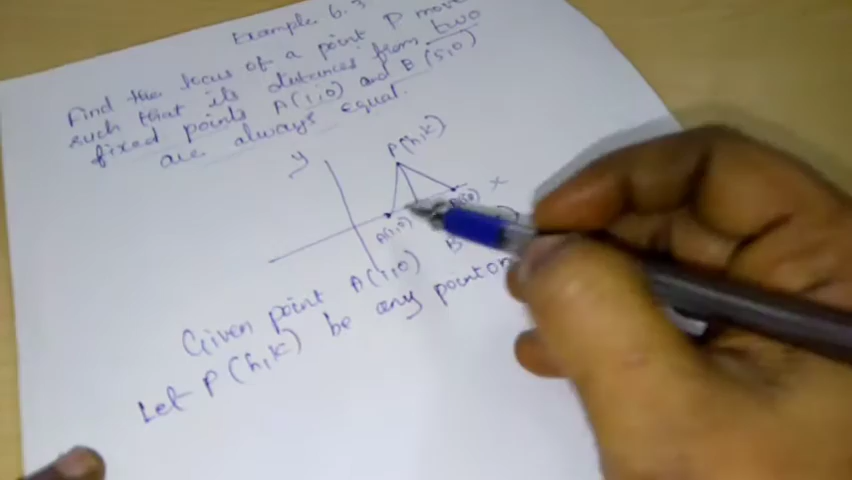 Example 6.3
Find the locus of a point P move
such that its distances from two
fixed points A(1,0) and B(5,0)
are always equal.
P(h,k)
y
x
A(1,0)
B
Given point A(1,0)
Let P(h,k) be any point on